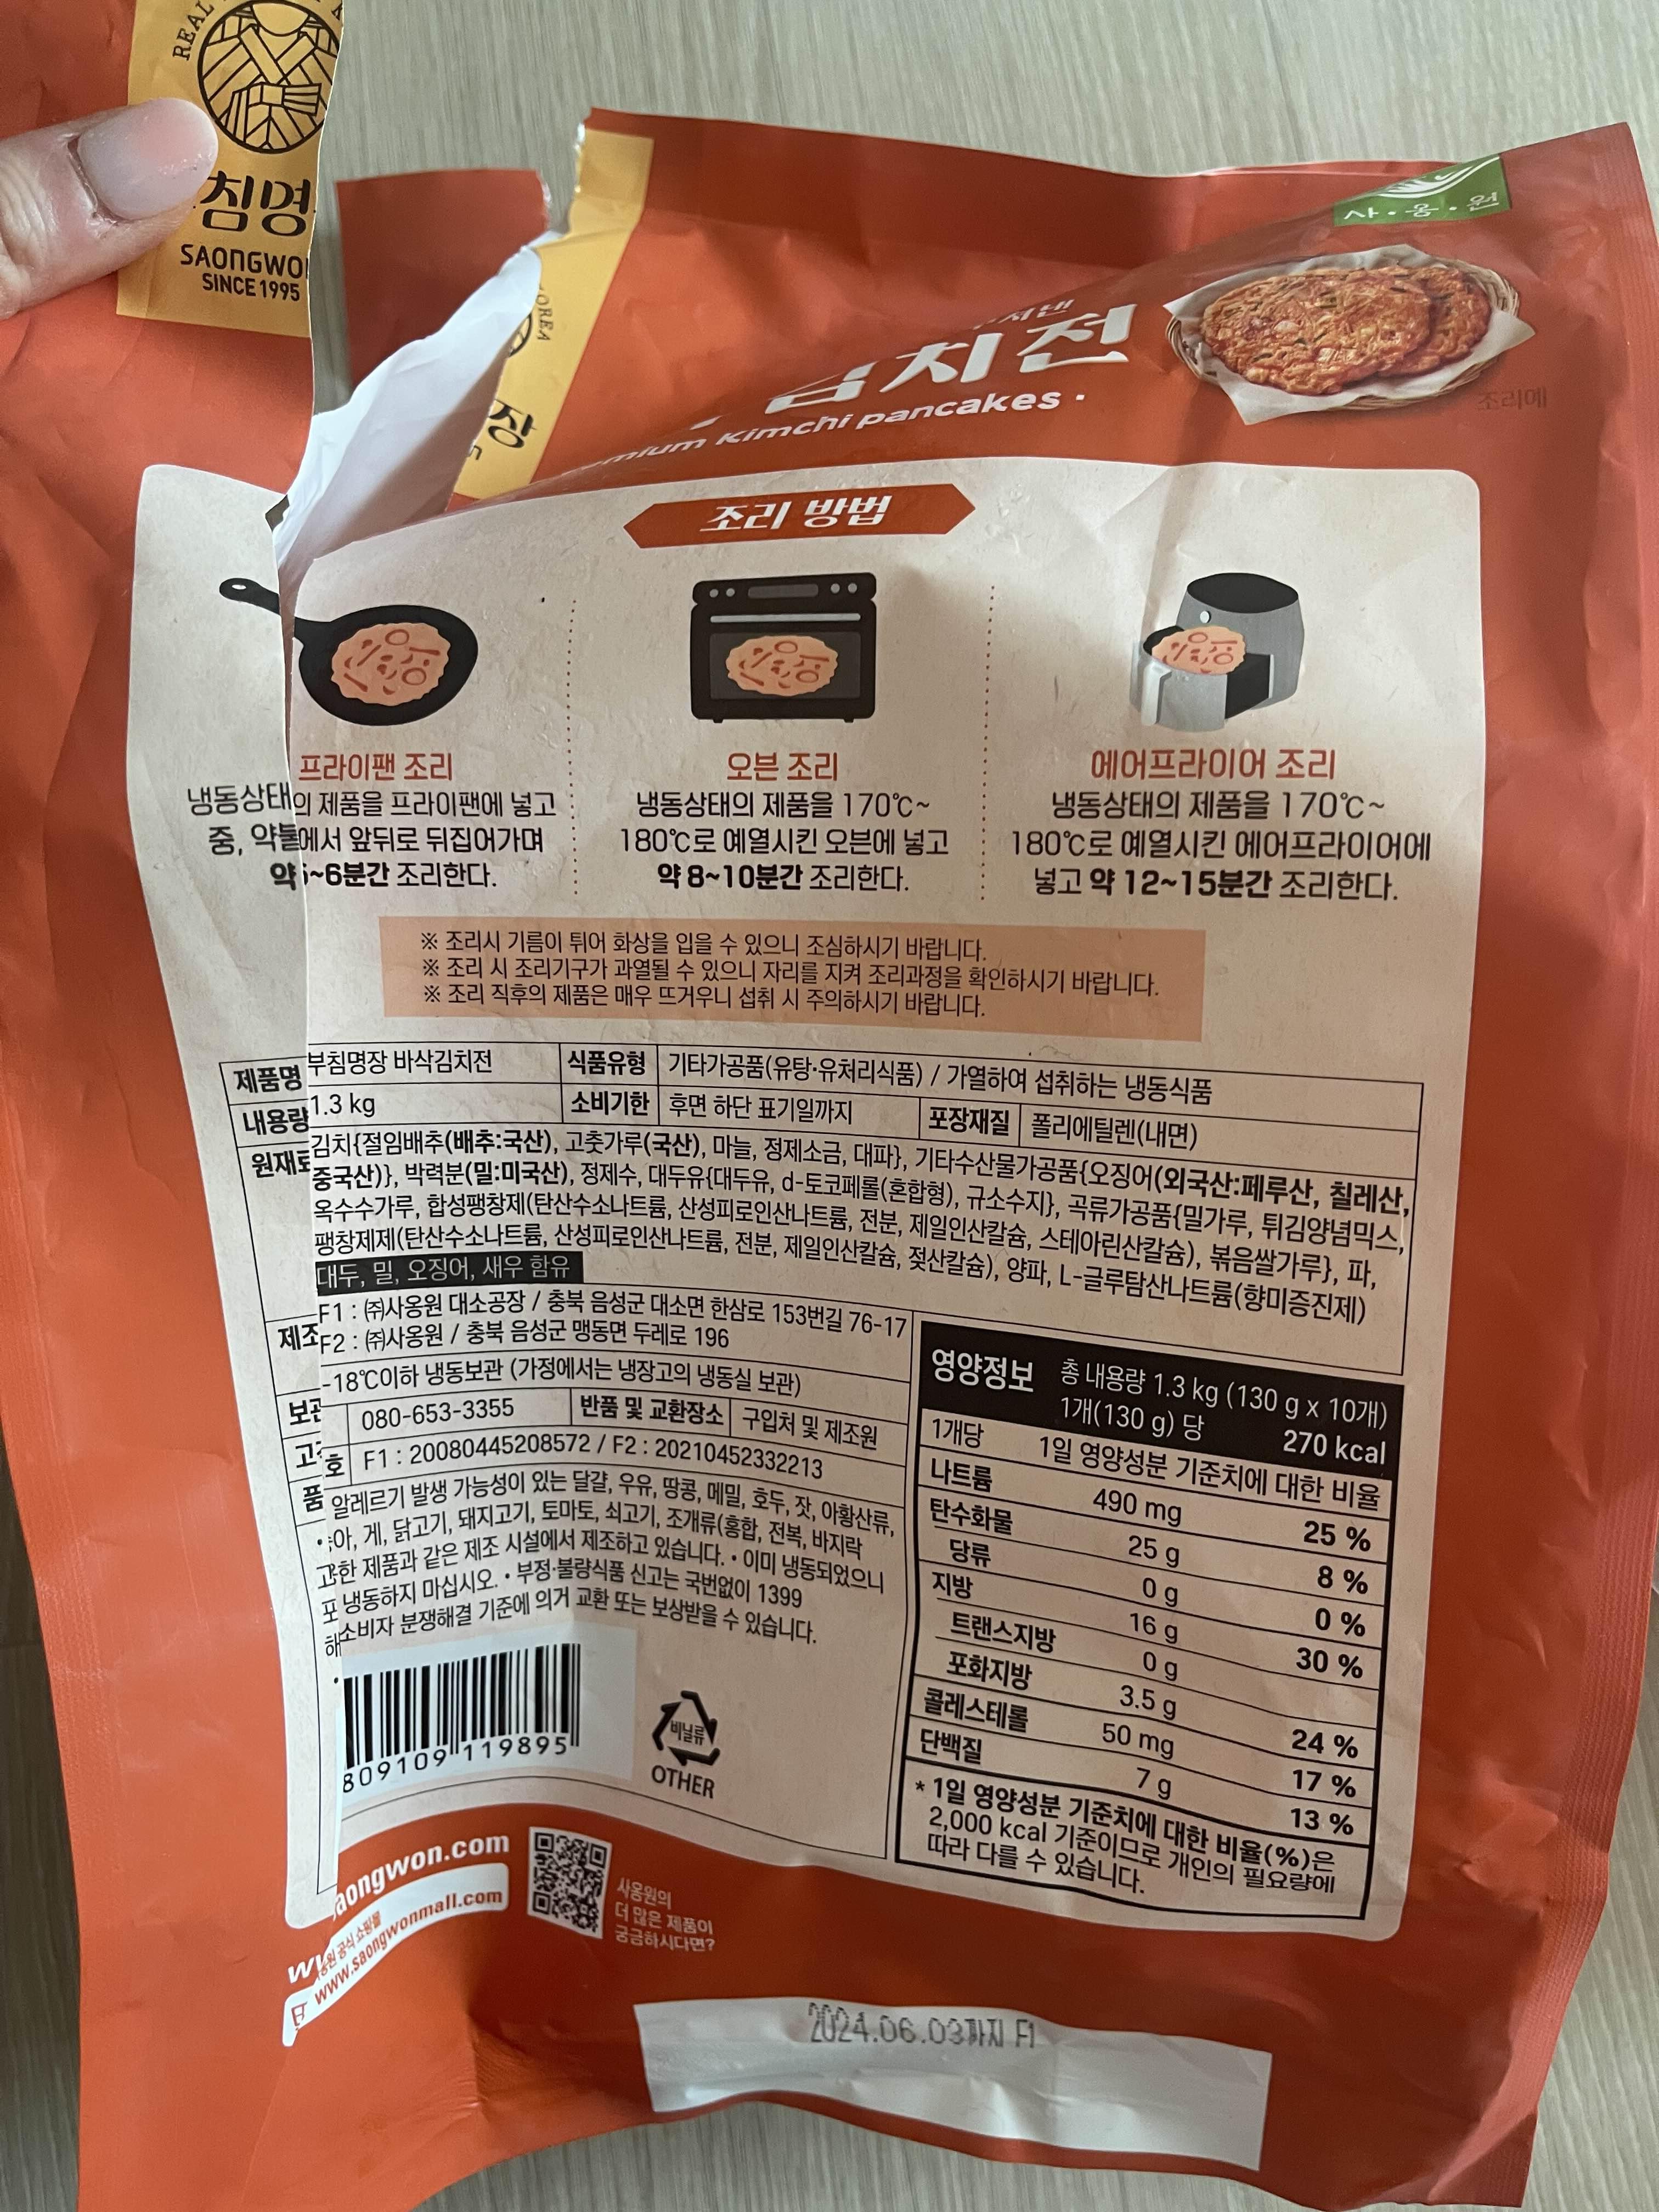 REAL
침명
SAONGWO
SINCE 1995
KOREA
장
사·옹·원
김치전
mium Kimchi pancakes ·
조리예
조리 방법
프라이팬 조리
냉동상태의 제품을 프라이팬에 넣고
중, 약불에서 앞뒤로 뒤집어가며
약 5~6분간 조리한다.
오븐 조리
냉동상태의 제품을 170℃~
180℃로 예열시킨 오븐에 넣고
약 8~10분간 조리한다.
에어프라이어 조리
냉동상태의 제품을 170℃~
180℃로 예열시킨 에어프라이어에
넣고 약 12~15분간 조리한다.
※ 조리시 기름이 튀어 화상을 입을 수 있으니 조심하시기 바랍니다.
※ 조리 시 조리기구가 과열될 수 있으니 자리를 지켜 조리과정을 확인하시기 바랍니다.
※ 조리 직후의 제품은 매우 뜨거우니 섭취 시 주의하시기 바랍니다.
제품명 부침명장 바삭김치전 식품유형 기타가공품(유탕·유처리식품) / 가열하여 섭취하는 냉동식품
내용량 1.3 kg 소비기한 후면 하단 표기일까지 포장재질 폴리에틸렌(내면)
원재료 김치{절임배추(배추:국산), 고춧가루(국산), 마늘, 정제소금, 대파}, 기타수산물가공품{오징어(외국산:페루산, 칠레산,
중국산)}, 박력분(밀:미국산), 정제수, 대두유{대두유, d-토코페롤(혼합형), 규소수지}, 곡류가공품{밀가루, 튀김양념믹스,
옥수수가루, 합성팽창제(탄산수소나트륨, 산성피로인산나트륨, 전분, 제일인산칼슘, 스테아린산칼슘), 볶음쌀가루}, 파,
팽창제제(탄산수소나트륨, 산성피로인산나트륨, 전분, 제일인산칼슘, 젖산칼슘), 양파, L-글루탐산나트륨(향미증진제)
대두, 밀, 오징어, 새우 함유
제조 F1 : ㈜사옹원 대소공장 / 충북 음성군 대소면 한삼로 153번길 76-17
F2 : ㈜사옹원 / 충북 음성군 맹동면 두레로 196
보관 -18℃이하 냉동보관 (가정에서는 냉장고의 냉동실 보관)
고 080-653-3355 반품 및 교환장소 구입처 및 제조원
품 호 F1 : 20080445208572 / F2 : 20210452332213
• 알레르기 발생 가능성이 있는 달걀, 우유, 땅콩, 메밀, 호두, 잣, 아황산류,
아, 게, 닭고기, 돼지고기, 토마토, 쇠고기, 조개류(홍합, 전복, 바지락
한 제품과 같은 제조 시설에서 제조하고 있습니다. • 이미 냉동되었으니
냉동하지 마십시오. • 부정·불량식품 신고는 국번없이 1399
소비자 분쟁해결 기준에 의거 교환 또는 보상받을 수 있습니다.
영양정보 총 내용량 1.3 kg (130 g x 10개)
1개(130 g) 당 270 kcal
1개당 1일 영양성분 기준치에 대한 비율
나트륨 490 mg 25 %
탄수화물 25 g 8 %
당류 0 g 0 %
지방 16 g 30 %
트랜스지방 0 g
포화지방 3.5 g 24 %
콜레스테롤 50 mg 17 %
단백질 7 g 13 %
* 1일 영양성분 기준치에 대한 비율(%)은
2,000 kcal 기준이므로 개인의 필요량에
따라 다를 수 있습니다.
809109 119895
비닐류
OTHER
aongwon.com
공식 쇼핑몰
www.saongwonmall.com
사옹원의
더 많은 제품이
궁금하시다면?
2024.06.03까지 F1